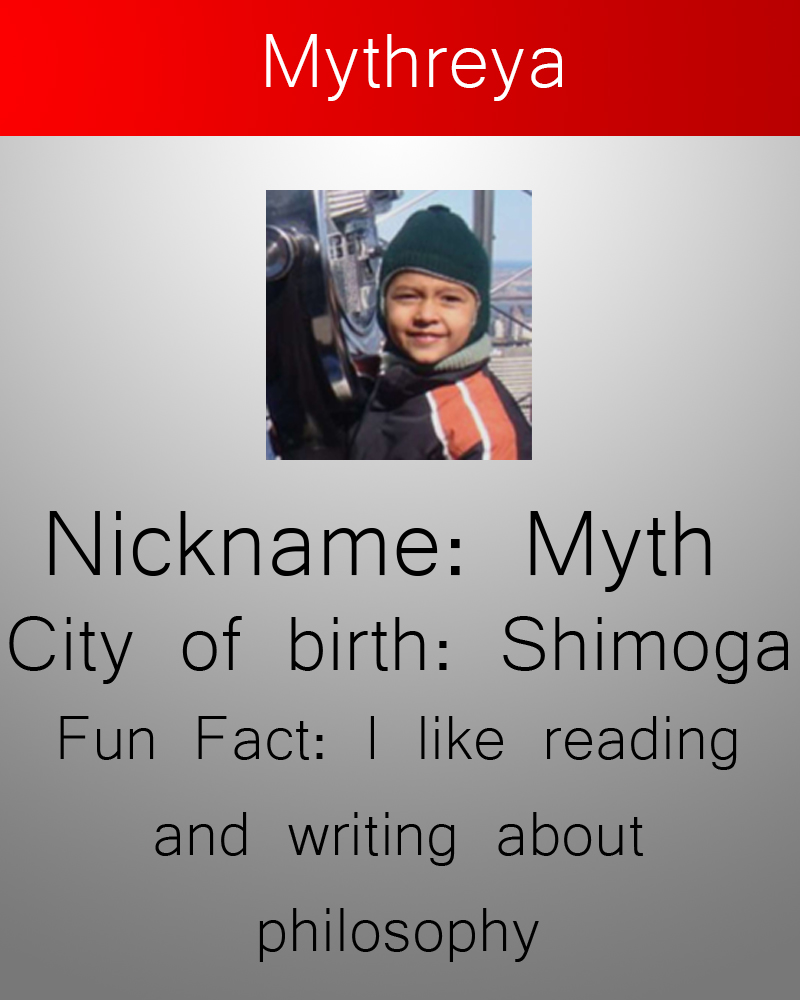 Mythreya
Nickname: Myth
City of birth: Shimoga
Fun Fact: I like reading
and writing about
philosophy